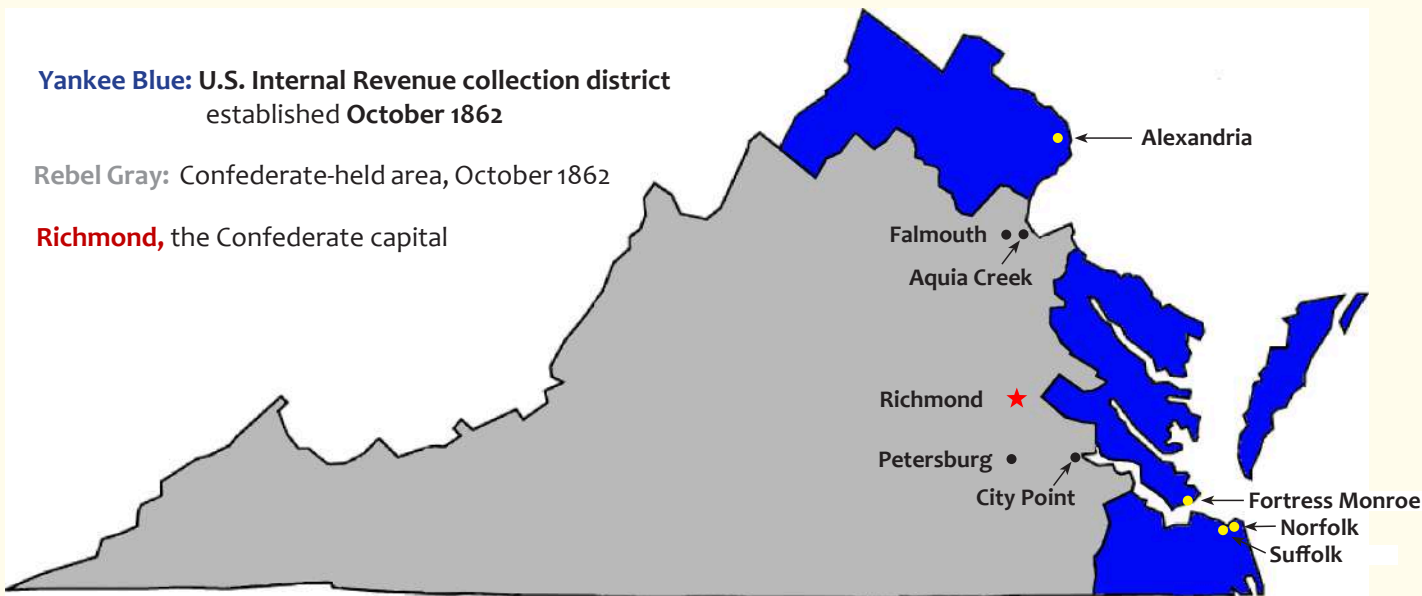 Yankee Blue: U.S. Internal Revenue collection district
established October 1862
Rebel Gray: Confederate-held area, October 1862
Richmond, the Confederate capital
Alexandria
Falmouth
Aquia Creek
Richmond
Petersburg
City Point
Fortress Monroe
Norfolk
Suffolk